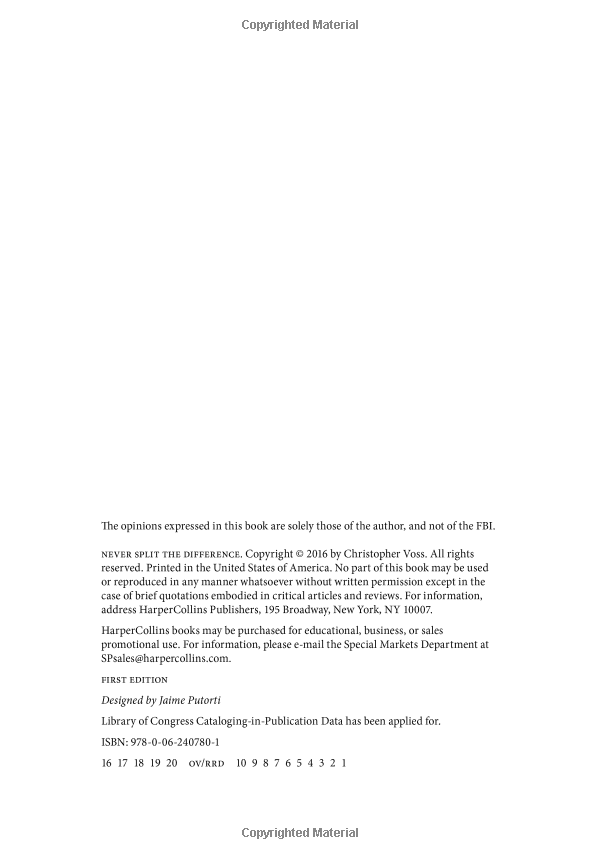 Copyrighted Material
The opinions expressed in this book are solely those of the author, and not of the FBI.
NEVER SPLIT THE DIFFERENCE. Copyright © 2016 by Christopher Voss. All rights
reserved. Printed in the United States of America. No part of this book may be used
or reproduced in any manner whatsoever without written permission except in the
case of brief quotations embodied in critical articles and reviews. For information,
address HarperCollins Publishers, 195 Broadway, New York, NY 10007.
HarperCollins books may be purchased for educational, business, or sales
promotional use. For information, please e-mail the Special Markets Department at
SPsales@harpercollins.com.
FIRST EDITION
Designed by Jaime Putorti
Library of Congress Cataloging-in-Publication Data has been applied for.
ISBN: 978-0-06-240780-1
16 17 18 19 20 OV/RRD 10 9 8 7 6 5 4 3 2 1
Copyrighted Material